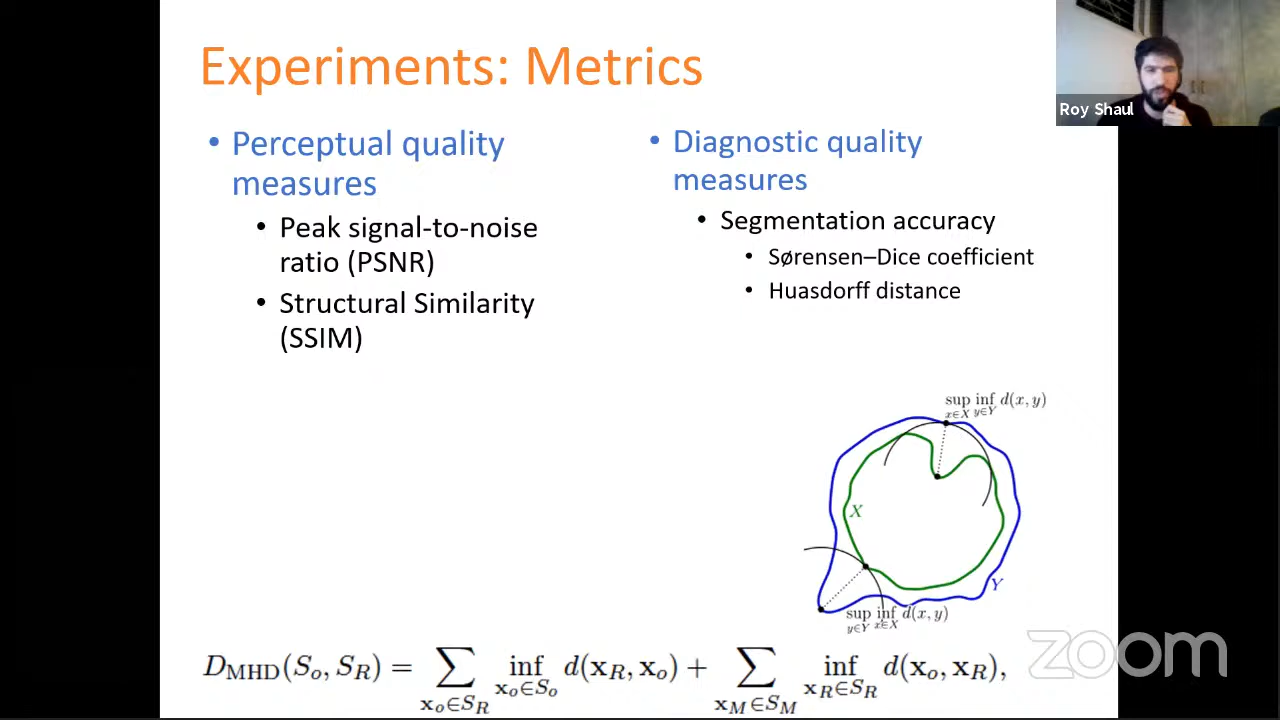 Experiments: Metrics
• Perceptual quality
measures
• Peak signal-to-noise
ratio (PSNR)
• Structural Similarity
(SSIM)
• Diagnostic quality
measures
• Segmentation accuracy
• Sørensen–Dice coefficient
• Huasdorff distance
Roy Shaul
sup inf d(x, y)
x∈X y∈Y
X
Y
sup inf d(x, y)
y∈Y x∈X
D_MHD(S_o, S_R) = ∑_{x_o∈S_R} inf_{x_o∈S_o} d(x_R, x_o) + ∑_{x_M∈S_M} inf_{x_R∈S_R} d(x_o, x_R),
zoom